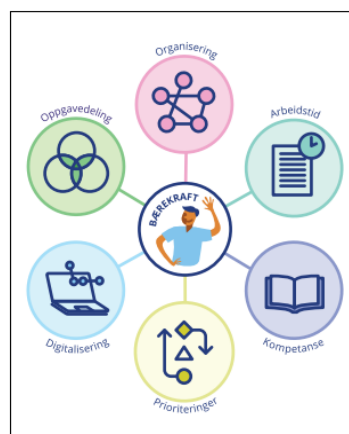 Organisering
Oppgavedeling
Arbeidstid
BÆREKRAFT
Digitalisering
Kompetanse
Prioriteringer